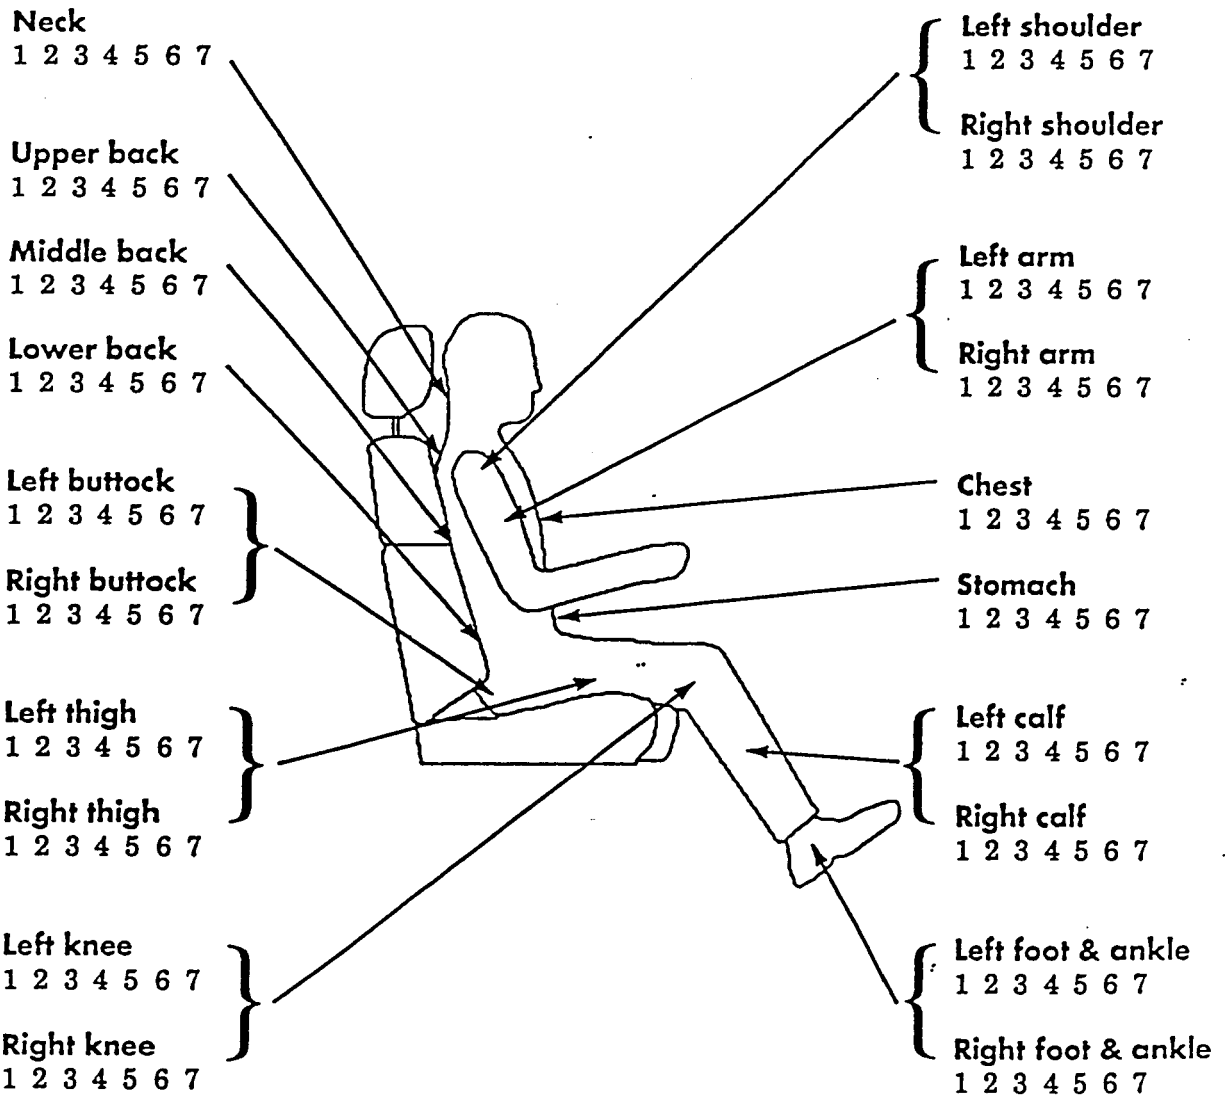 Neck
1 2 3 4 5 6 7
Upper back
1 2 3 4 5 6 7
Middle back
1 2 3 4 5 6 7
Lower back
1 2 3 4 5 6 7
Left buttock
1 2 3 4 5 6 7
Right buttock
1 2 3 4 5 6 7
Left thigh
1 2 3 4 5 6 7
Right thigh
1 2 3 4 5 6 7
Left knee
1 2 3 4 5 6 7
Right knee
1 2 3 4 5 6 7
Left shoulder
1 2 3 4 5 6 7
Right shoulder
1 2 3 4 5 6 7
Left arm
1 2 3 4 5 6 7
Right arm
1 2 3 4 5 6 7
Chest
1 2 3 4 5 6 7
Stomach
1 2 3 4 5 6 7
Left calf
1 2 3 4 5 6 7
Right calf
1 2 3 4 5 6 7
Left foot & ankle
1 2 3 4 5 6 7
Right foot & ankle
1 2 3 4 5 6 7